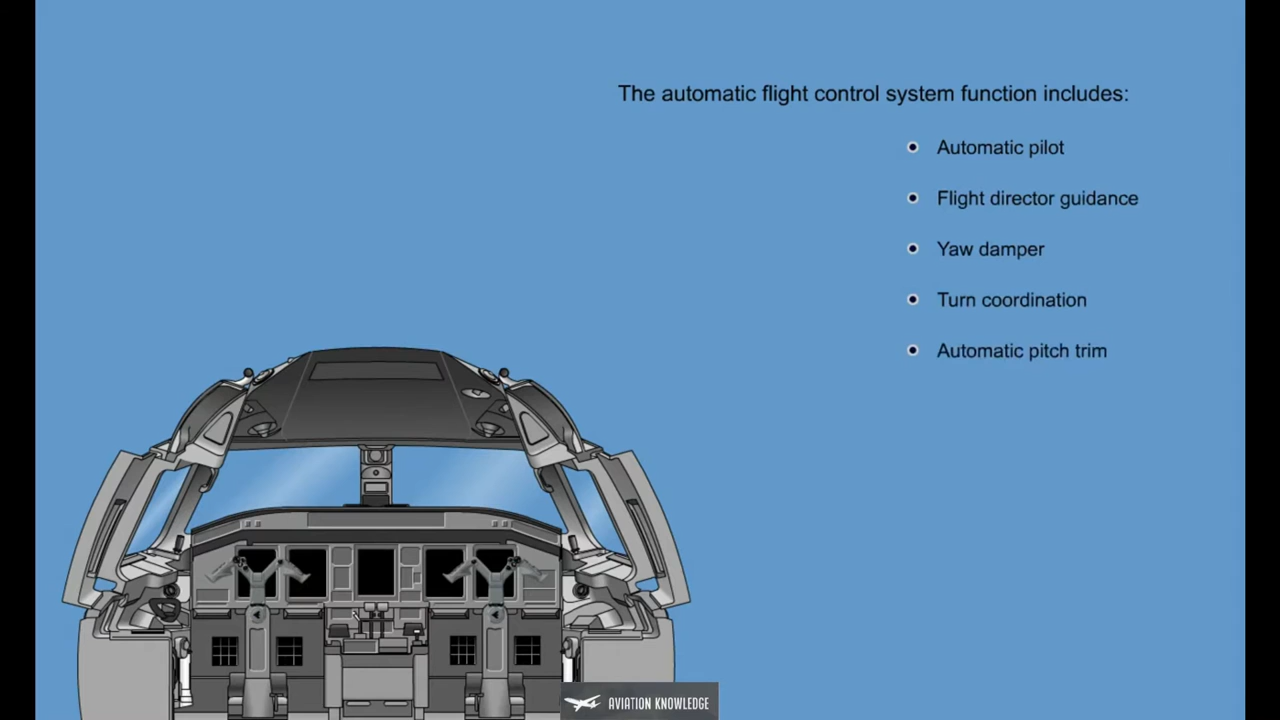 The automatic flight control system function includes:
Automatic pilot
Flight director guidance
Yaw damper
Turn coordination
Automatic pitch trim
AVIATION KNOWLEDGE